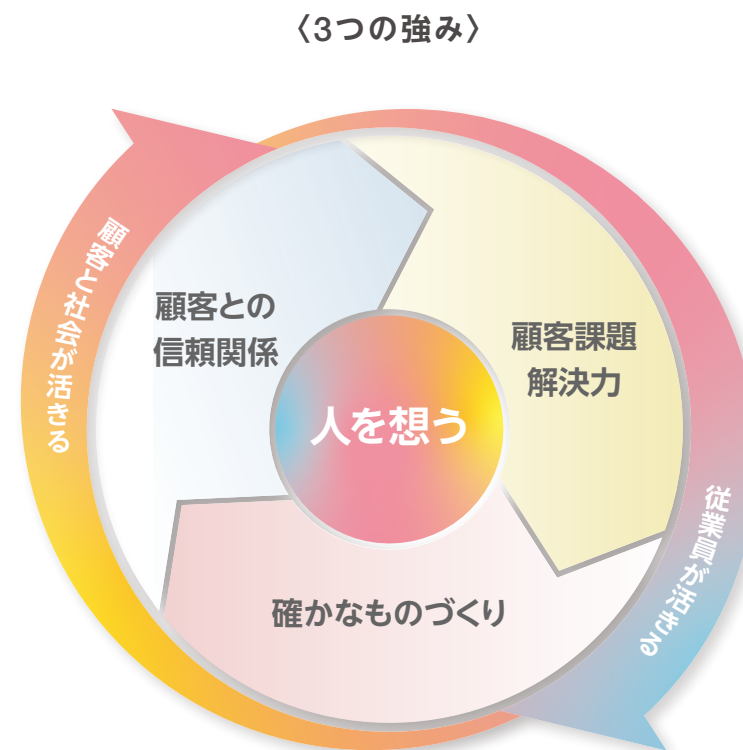 〈3つの強み〉
顧客と社会が活きる
顧客との
信頼関係
顧客課題
解決力
人を想う
確かなものづくり
従業員が活きる